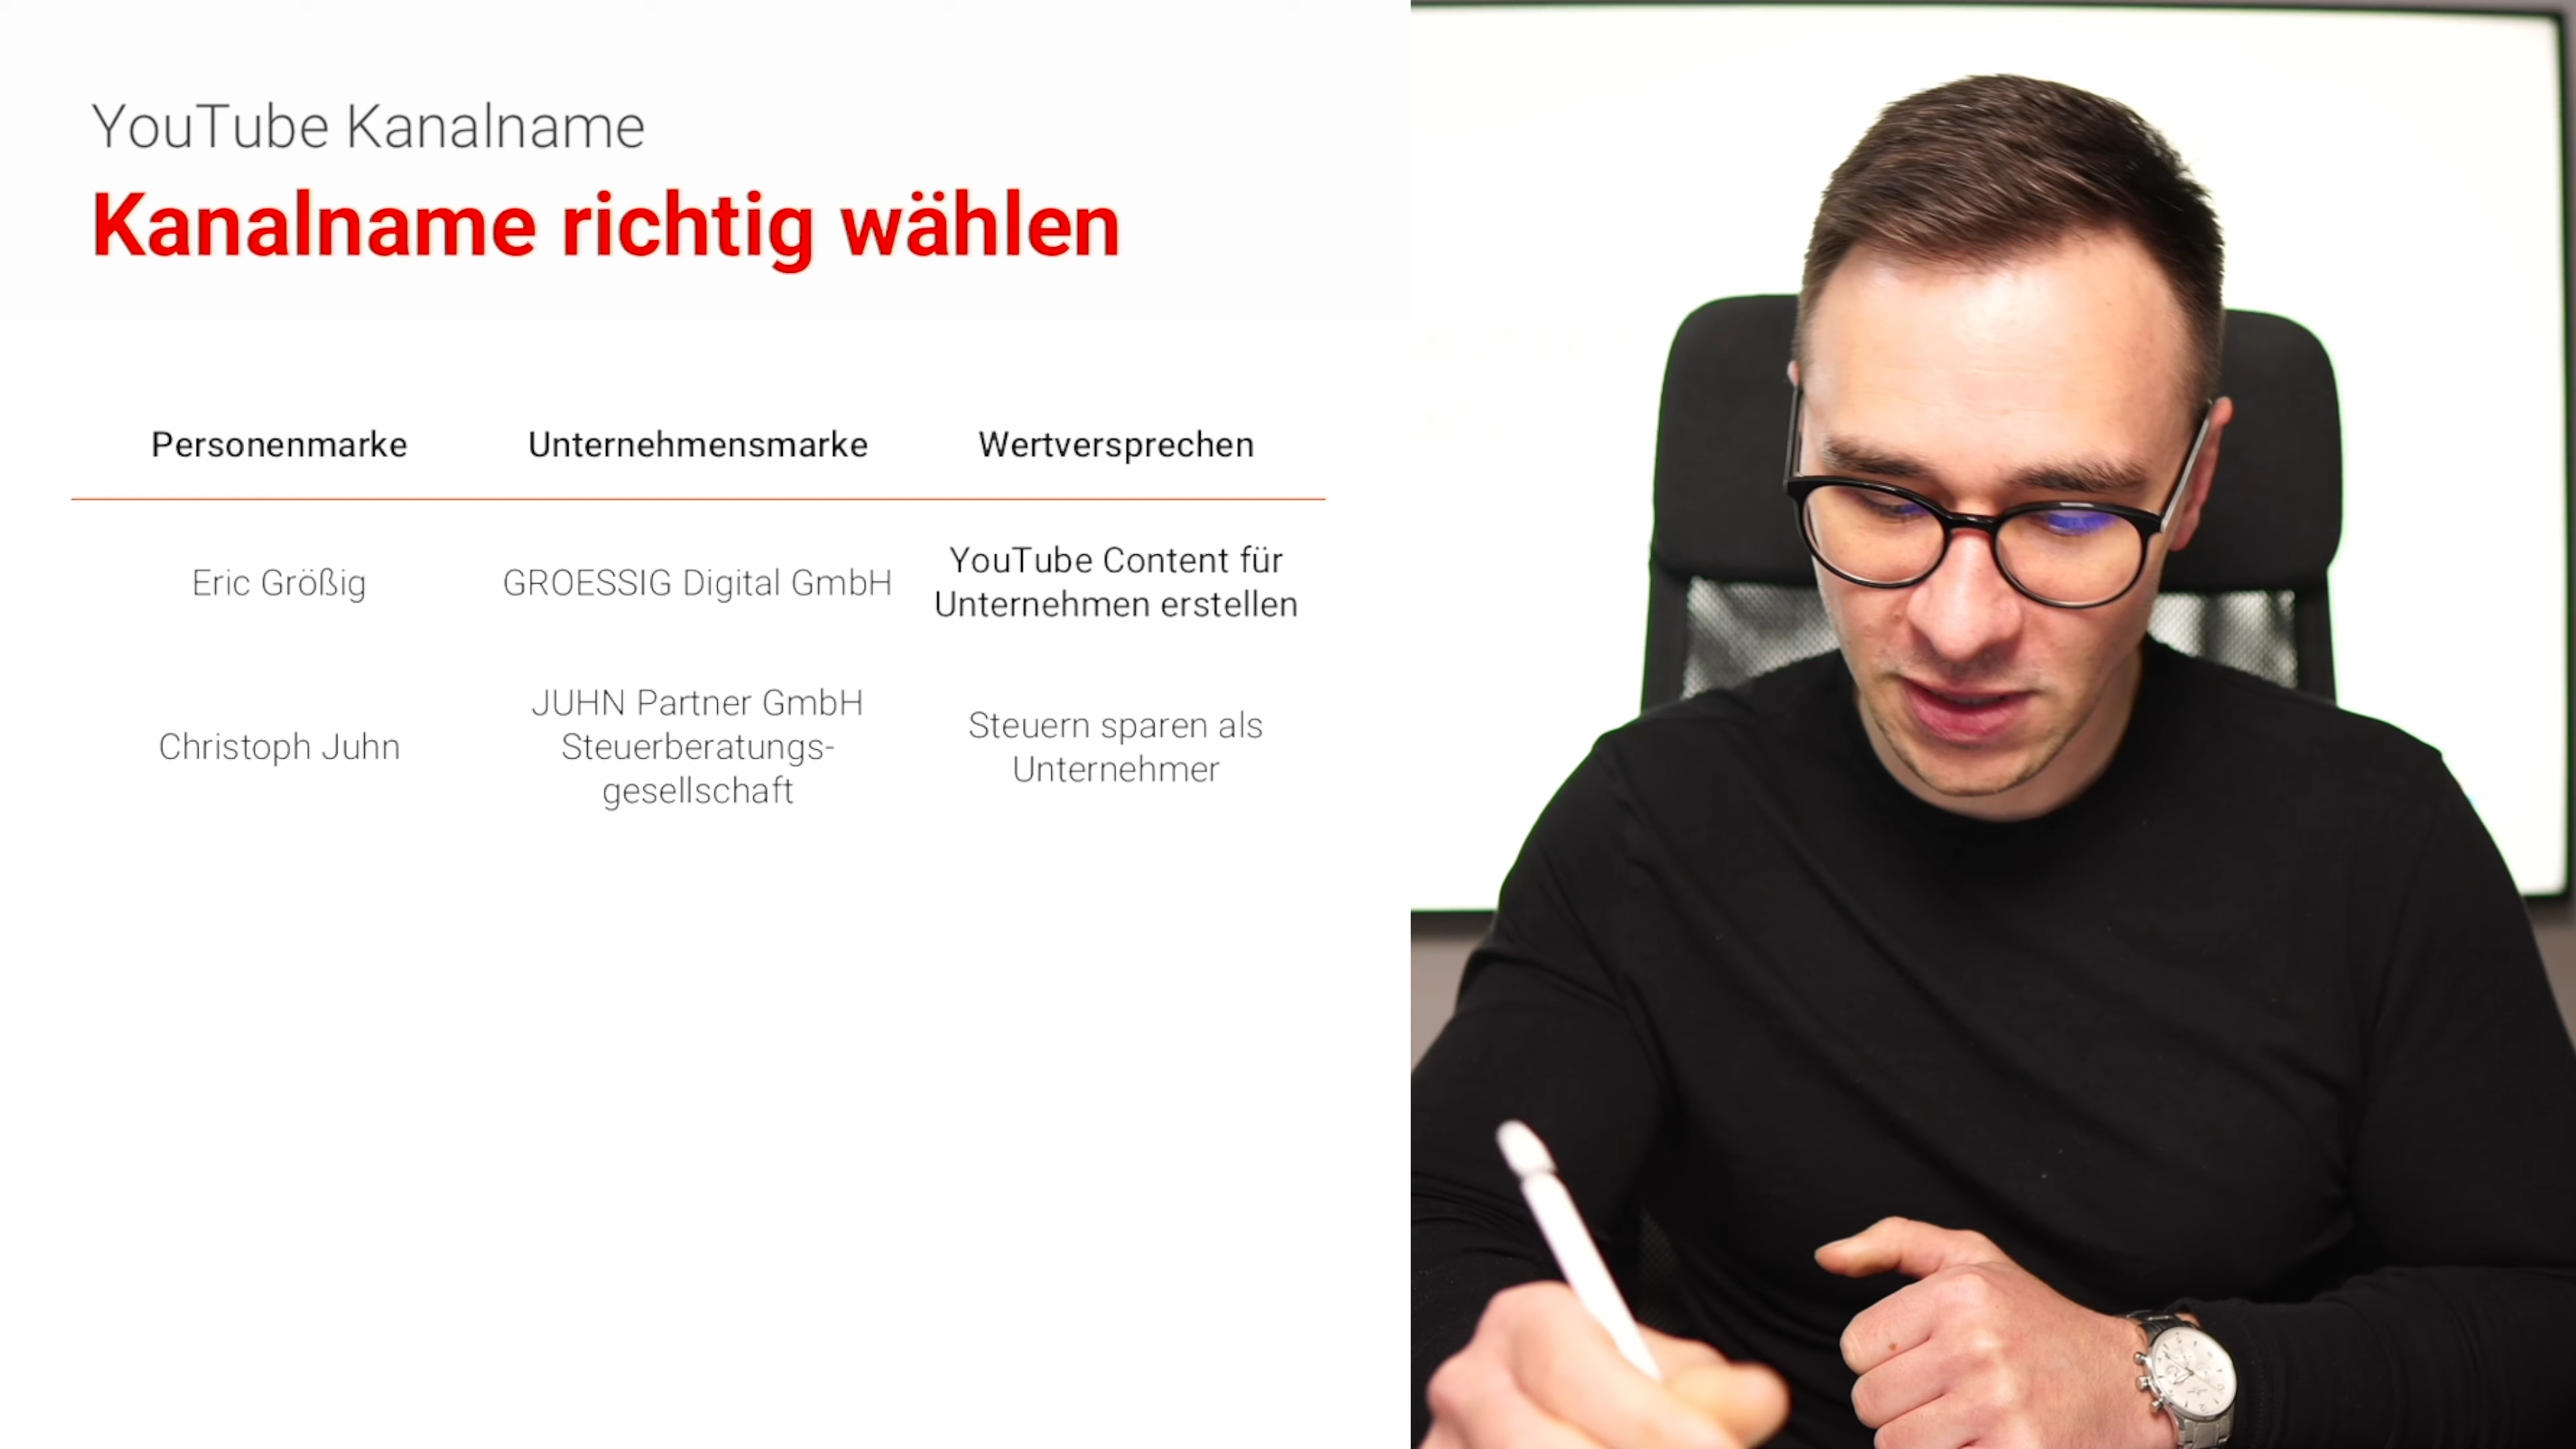 YouTube Kanalname
Kanalname richtig wählen
Personenmarke
Unternehmensmarke
Wertversprechen
Eric Größig
GROESSIG Digital GmbH
YouTube Content für
Unternehmen erstellen
Christoph Juhn
JUHN Partner GmbH
Steuerberatungs-
gesellschaft
Steuern sparen als
Unternehmer